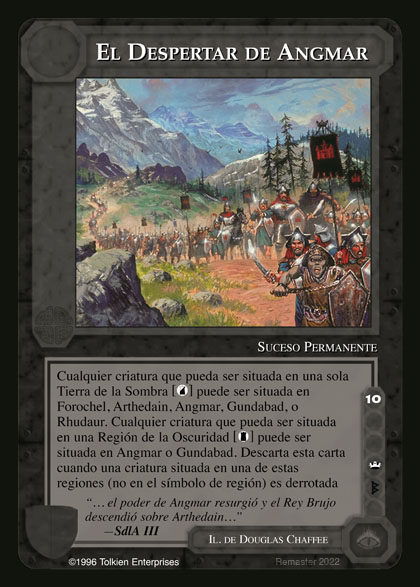 El Despertar de Angmar
Suceso Permanente
Cualquier criatura que pueda ser situada en una sola
Tierra de la Sombra [ ] puede ser situada en
Forochel, Arthedain, Angmar, Gundabad, o
Rhudaur. Cualquier criatura que pueda ser situada
en una Región de la Oscuridad [ ] puede ser
situada en Angmar o Gundabad. Descarta esta carta
cuando una criatura situada en una de estas
regiones (no en el símbolo de región) es derrotada
10
“… el poder de Angmar resurgió y el Rey Brujo
descendió sobre Arthedain…”
—SdlA III
Il. de Douglas Chaffee
©1996 Tolkien Enterprises
Remaster 2022